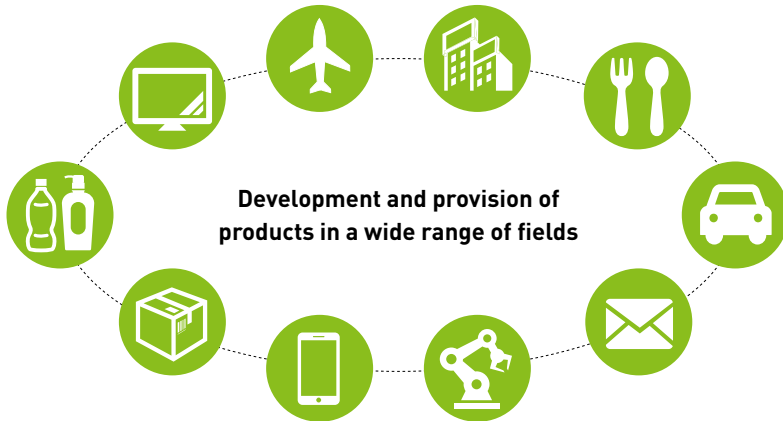 Development and provision of
products in a wide range of fields